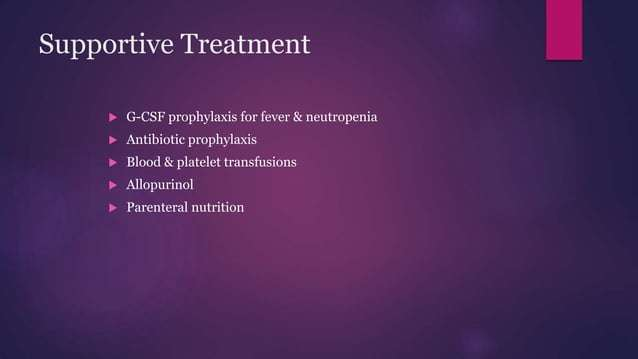 Supportive Treatment
G-CSF prophylaxis for fever & neutropenia
Antibiotic prophylaxis
Blood & platelet transfusions
Allopurinol
Parenteral nutrition